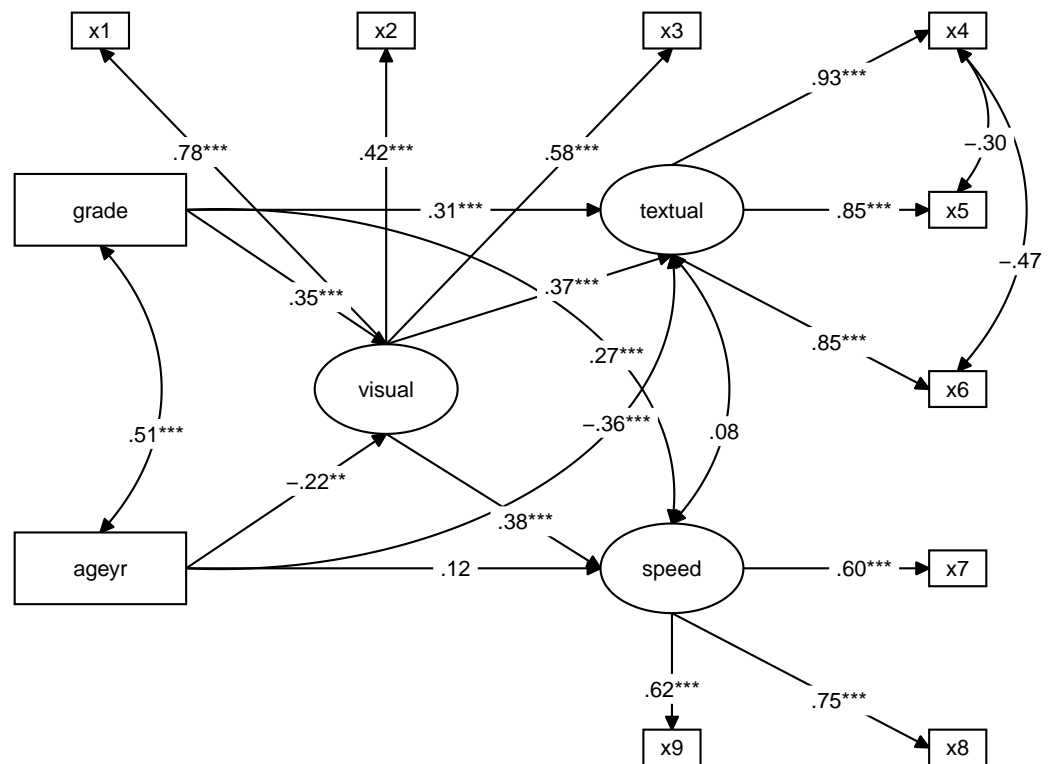 x1
x2
x3
x4
.93***
.78***
.42***
.58***
−.30
grade
.31***
textual
.85***
x5
−.47
.35***
.37***
.27***
.85***
visual
x6
.51***
−.36***
.08
−.22**
.38***
ageyr
.12
speed
.60***
x7
.62***
.75***
x9
x8